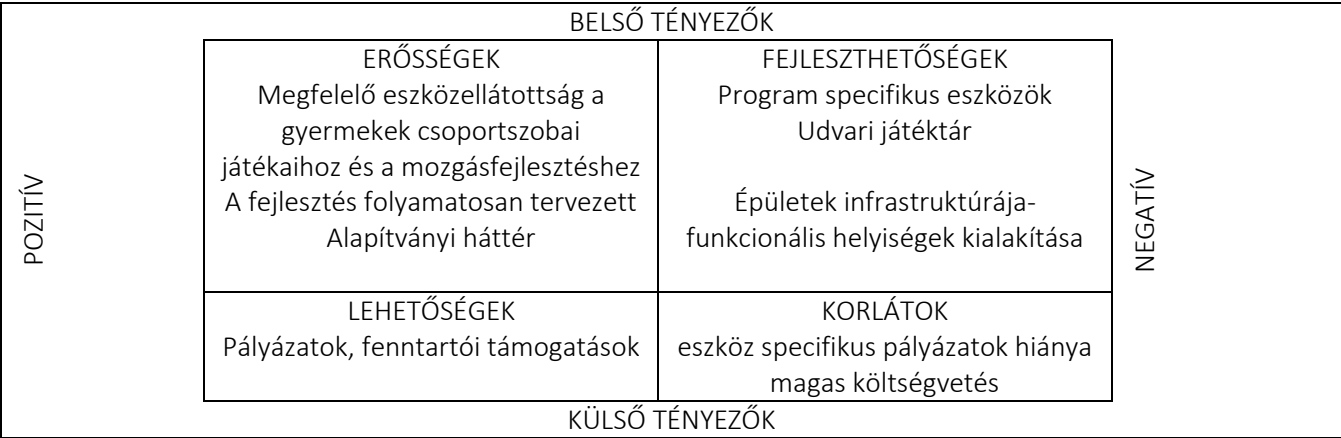 BELSŐ TÉNYEZŐK
POZITÍV
ERŐSSÉGEK
Megfelelő eszközellátottság a
gyermekek csoportszobai
játékaihoz és a mozgásfejlesztéshez
A fejlesztés folyamatosan tervezett
Alapítványi háttér
FEJLESZTHETŐSÉGEK
Program specifikus eszközök
Udvari játéktár
Épületek infrastruktúrája-
funkcionális helyiségek kialakítása
NEGATÍV
LEHETŐSÉGEK
Pályázatok, fenntartói támogatások
KORLÁTOK
eszköz specifikus pályázatok hiánya
magas költségvetés
KÜLSŐ TÉNYEZŐK